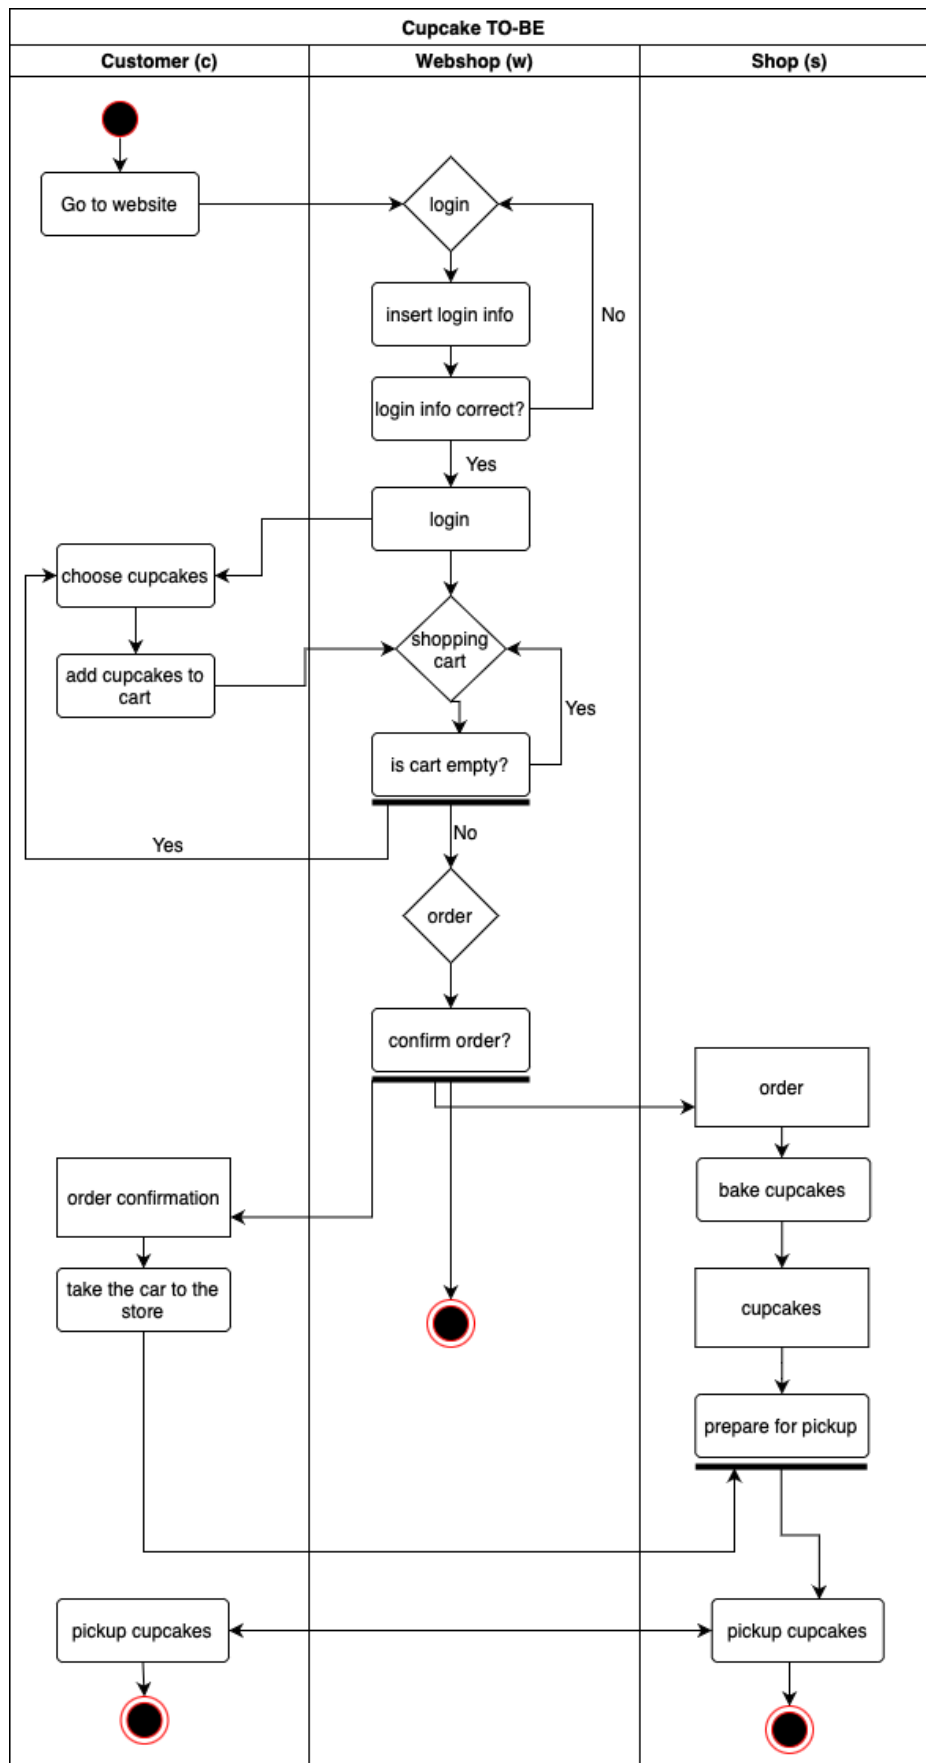 Cupcake TO-BE
Customer (c)
Webshop (w)
Shop (s)
Go to website
login
insert login info
No
login info correct?
Yes
login
choose cupcakes
shopping
cart
add cupcakes to
cart
Yes
is cart empty?
No
Yes
order
confirm order?
order
bake cupcakes
order confirmation
take the car to the
store
cupcakes
prepare for pickup
pickup cupcakes
pickup cupcakes